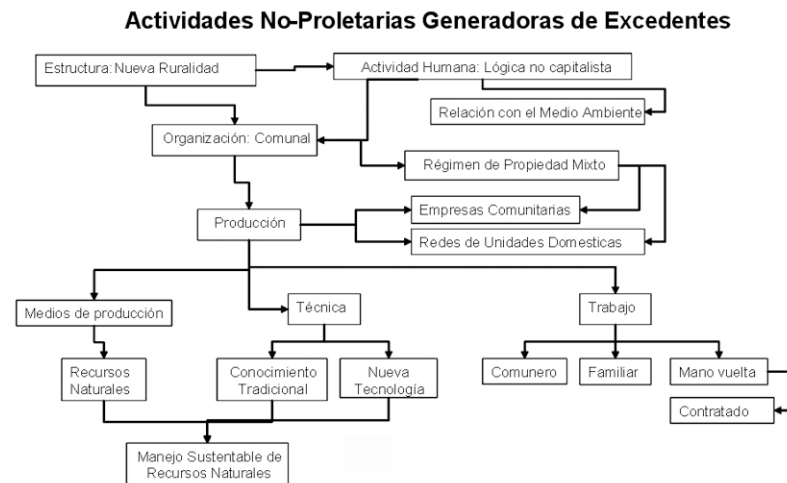 Actividades No-Proletarias Generadoras de Excedentes
Estructura: Nueva Ruralidad
Actividad Humana: Lógica no capitalista
Relación con el Medio Ambiente
Organización: Comunal
Régimen de Propiedad Mixto
Producción
Empresas Comunitarias
Redes de Unidades Domesticas
Medios de producción
Técnica
Trabajo
Recursos
Naturales
Conocimiento
Tradicional
Nueva
Tecnología
Comunero
Familiar
Mano vuelta
Contratado
Manejo Sustentable de
Recursos Naturales